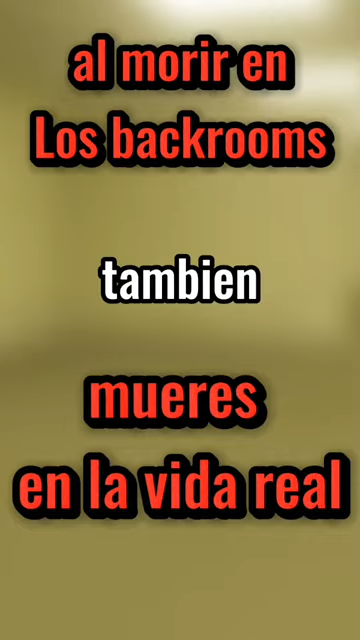 al morir en
Los backrooms
tambien
mueres
en la vida real